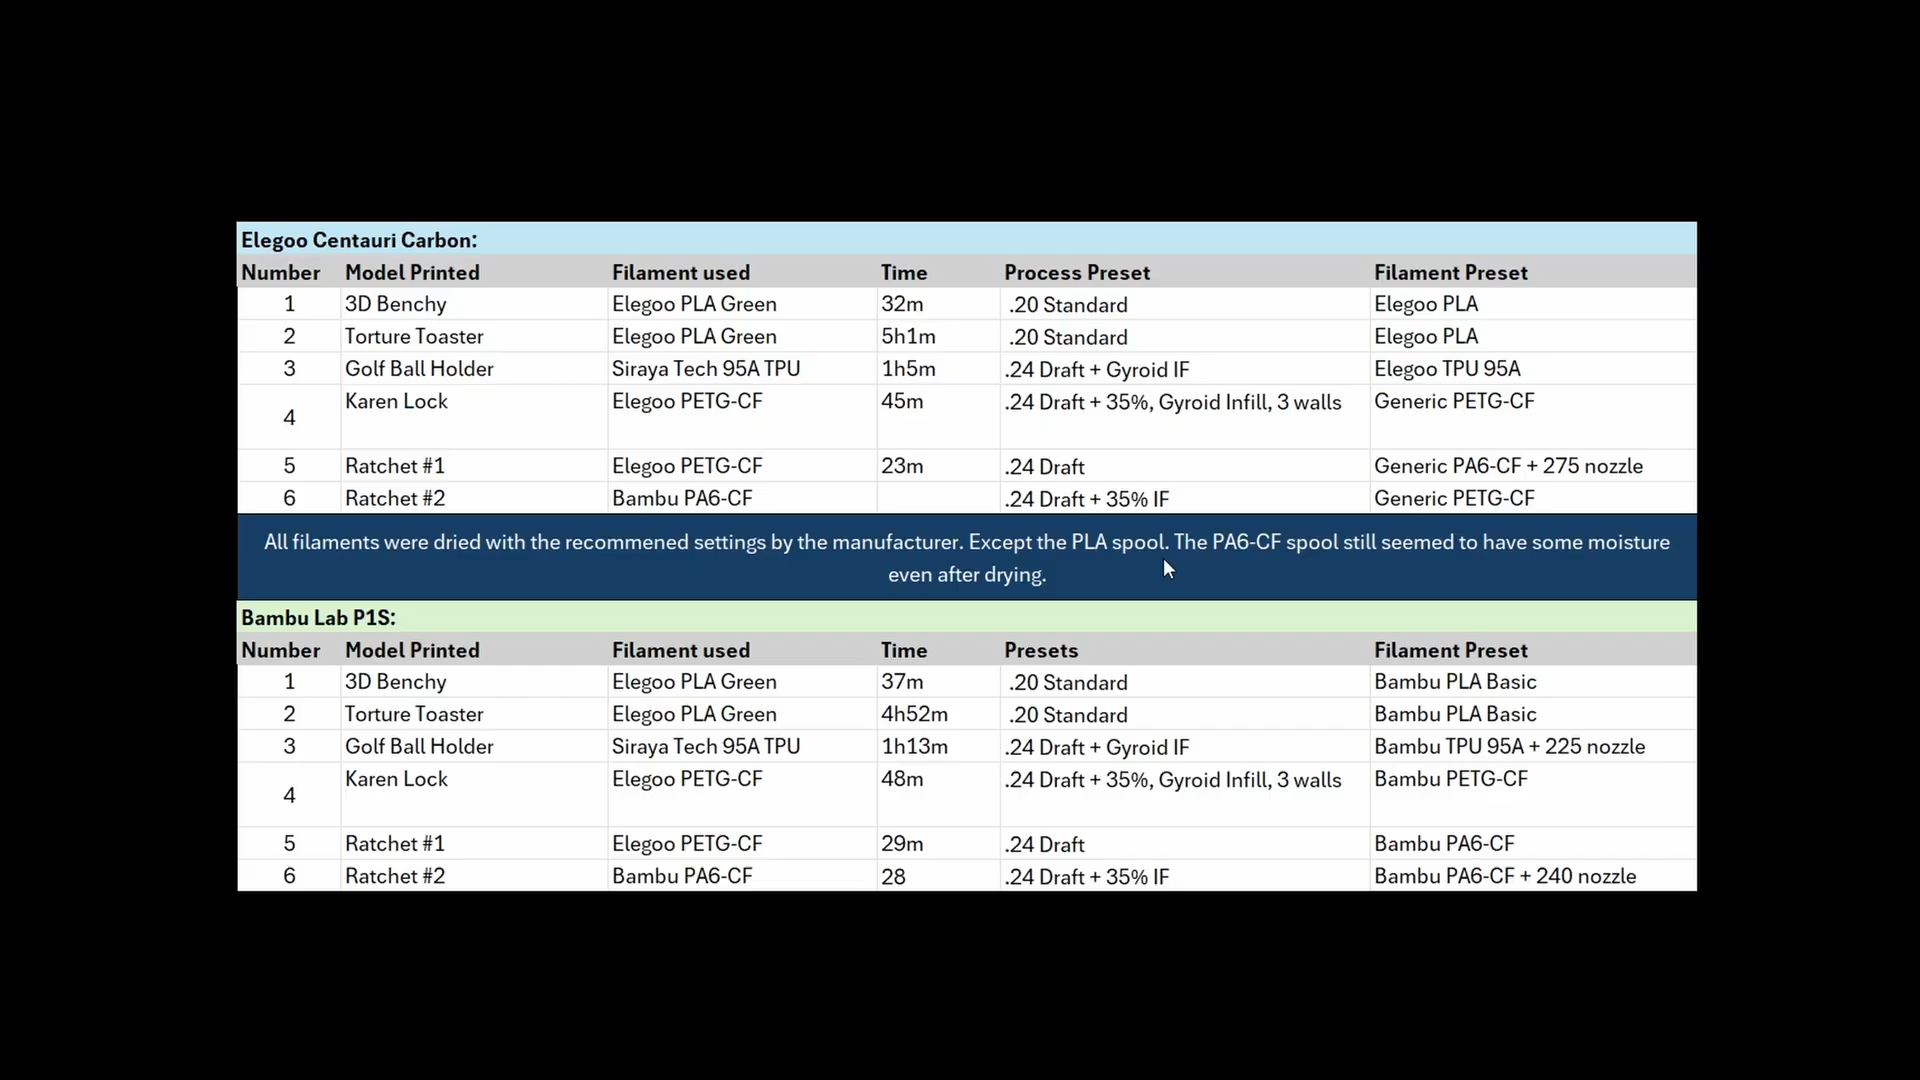 Elegoo Centauri Carbon:
Number Model Printed Filament used Time Process Preset Filament Preset
1 3D Benchy Elegoo PLA Green 32m .20 Standard Elegoo PLA
2 Torture Toaster Elegoo PLA Green 5h1m .20 Standard Elegoo PLA
3 Golf Ball Holder Siraya Tech 95A TPU 1h5m .24 Draft + Gyroid IF Elegoo TPU 95A
4 Karen Lock Elegoo PETG-CF 45m .24 Draft + 35%, Gyroid Infill, 3 walls Generic PETG-CF
5 Ratchet #1 Elegoo PETG-CF 23m .24 Draft Generic PA6-CF + 275 nozzle
6 Ratchet #2 Bambu PA6-CF .24 Draft + 35% IF Generic PETG-CF
All filaments were dried with the recommened settings by the manufacturer. Except the PLA spool. The PA6-CF spool still seemed to have some moisture
even after drying.
Bambu Lab P1S:
Number Model Printed Filament used Time Presets Filament Preset
1 3D Benchy Elegoo PLA Green 37m .20 Standard Bambu PLA Basic
2 Torture Toaster Elegoo PLA Green 4h52m .20 Standard Bambu PLA Basic
3 Golf Ball Holder Siraya Tech 95A TPU 1h13m .24 Draft + Gyroid IF Bambu TPU 95A + 225 nozzle
4 Karen Lock Elegoo PETG-CF 48m .24 Draft + 35%, Gyroid Infill, 3 walls Bambu PETG-CF
5 Ratchet #1 Elegoo PETG-CF 29m .24 Draft Bambu PA6-CF
6 Ratchet #2 Bambu PA6-CF 28 .24 Draft + 35% IF Bambu PA6-CF + 240 nozzle